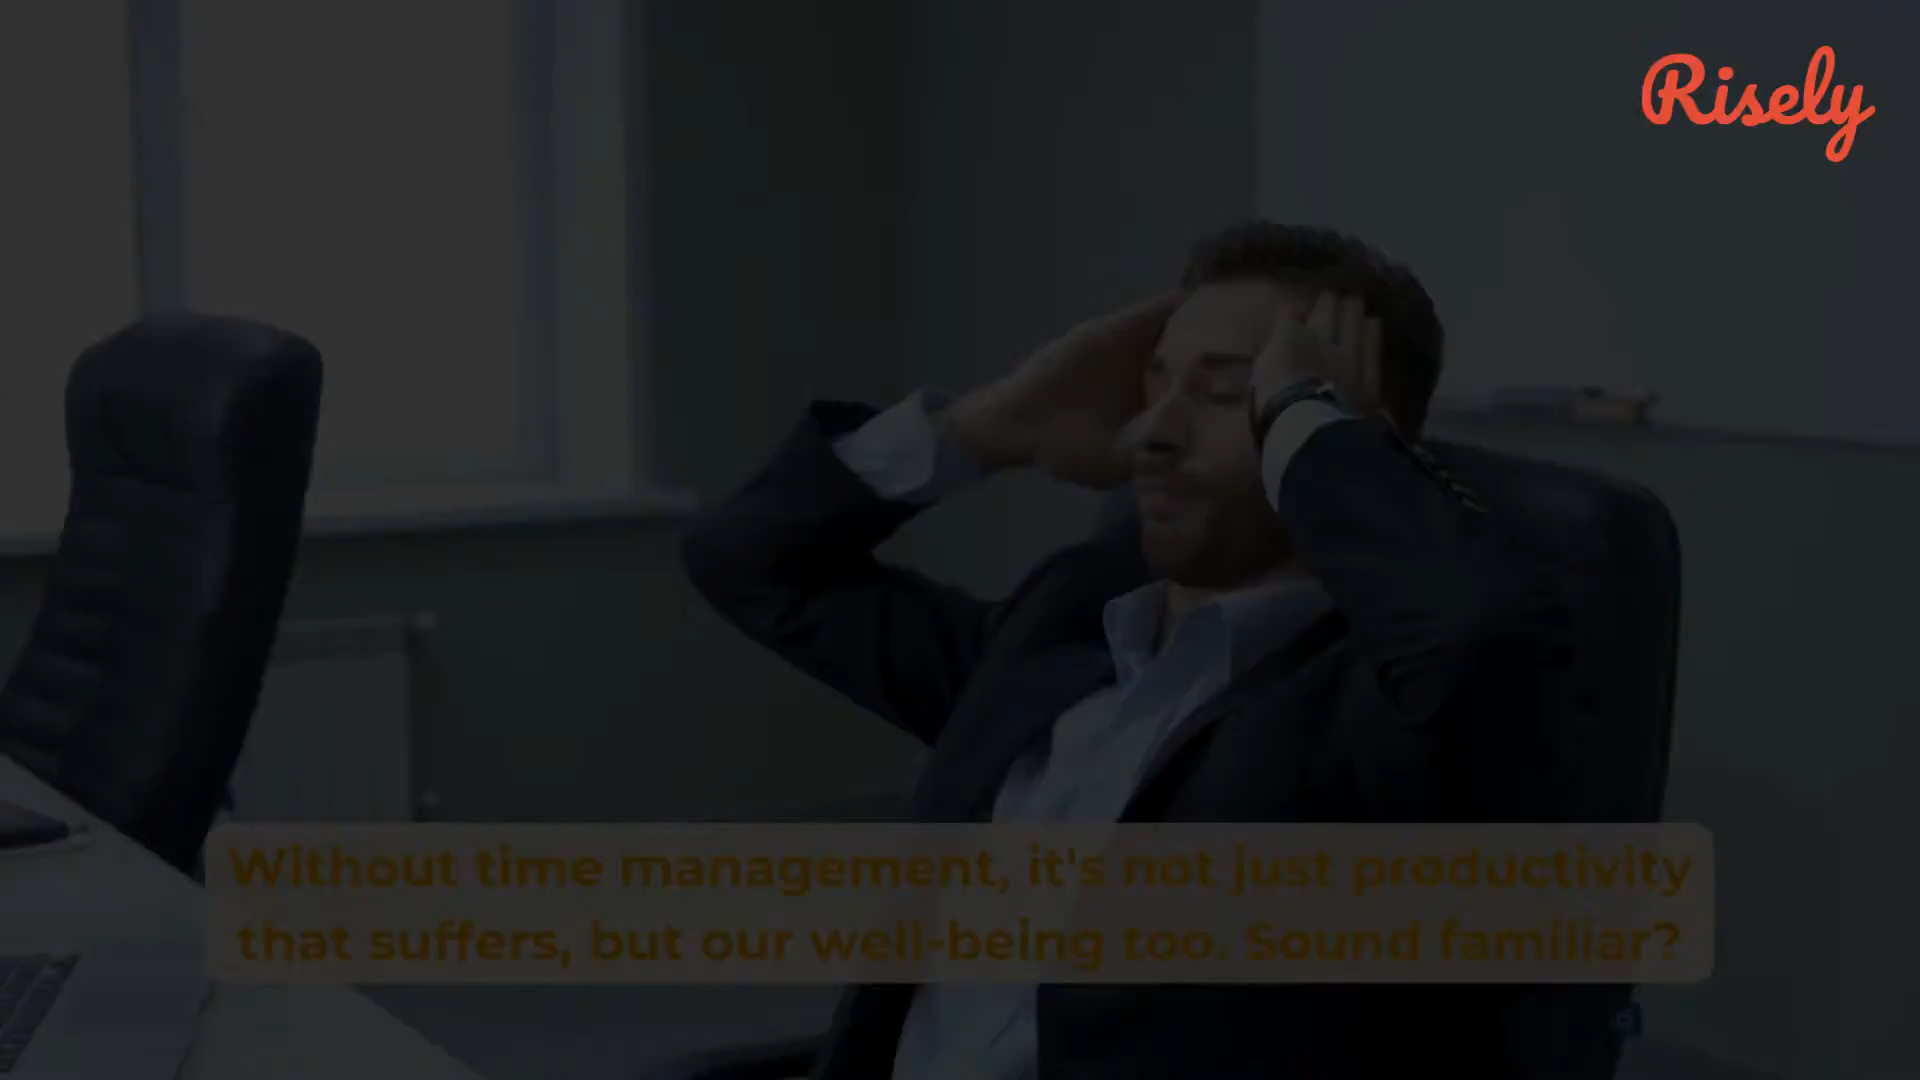 Risely
Without time management, it's not just productivity
that suffers, but our well-being too. Sound familiar?